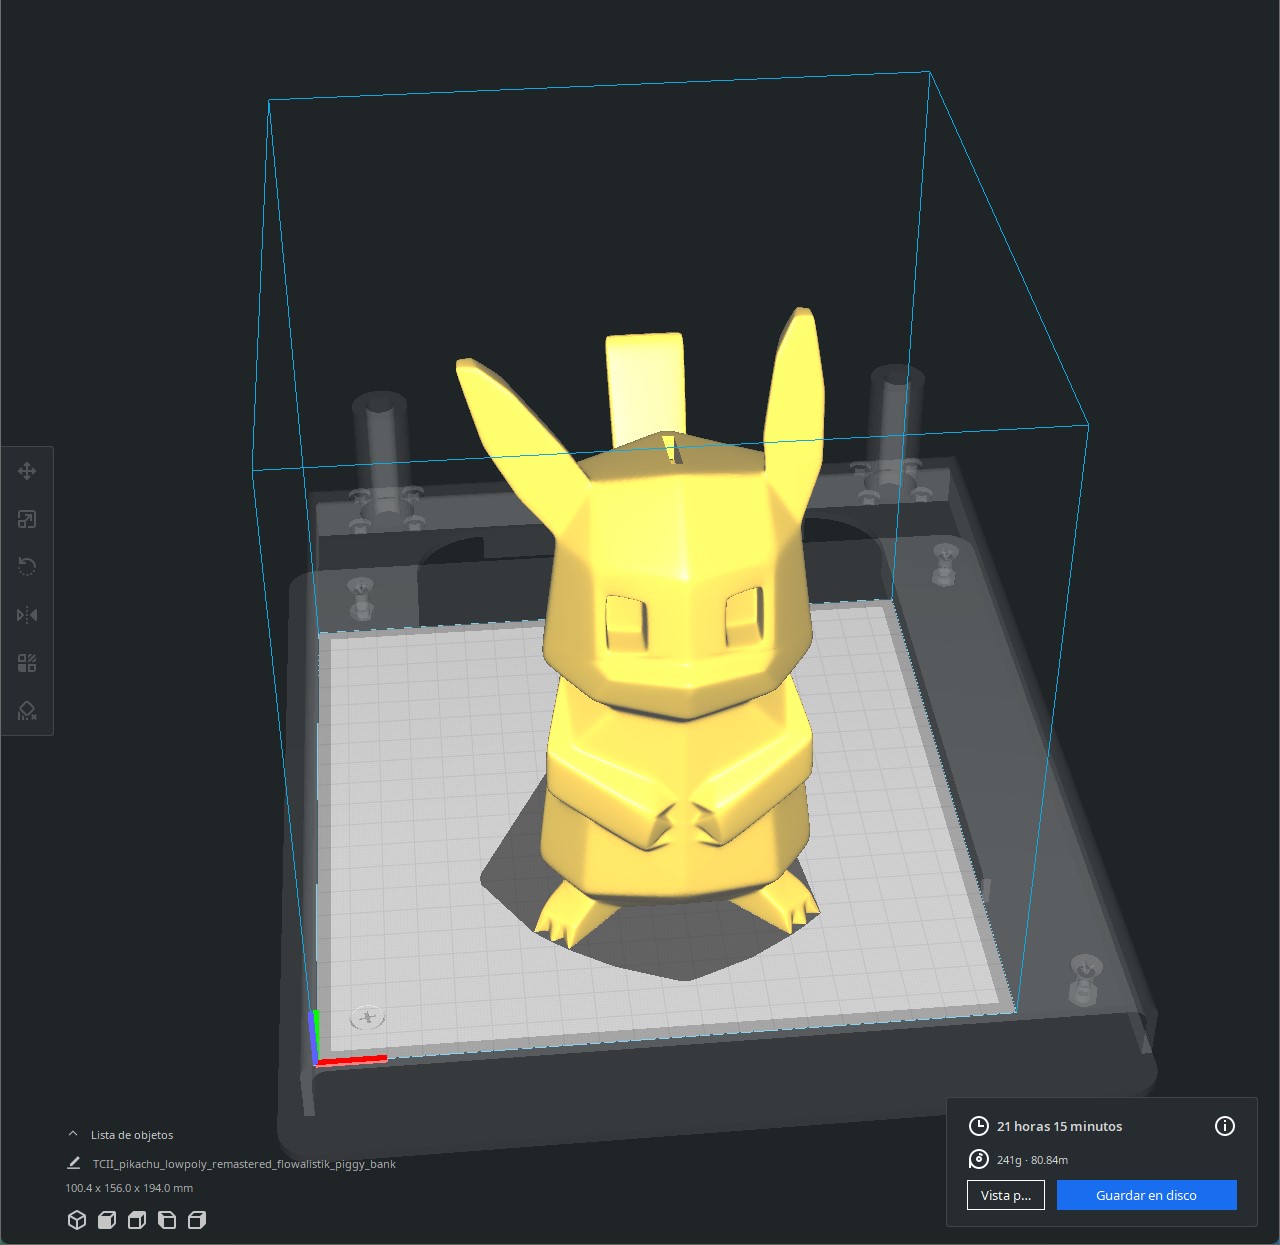 Lista de objetos
TCII_pikachu_lowpoly_remastered_flowalistik_piggy_bank
100.4 x 156.0 x 194.0 mm
21 horas 15 minutos
241g · 80.84m
Vista p...
Guardar en disco